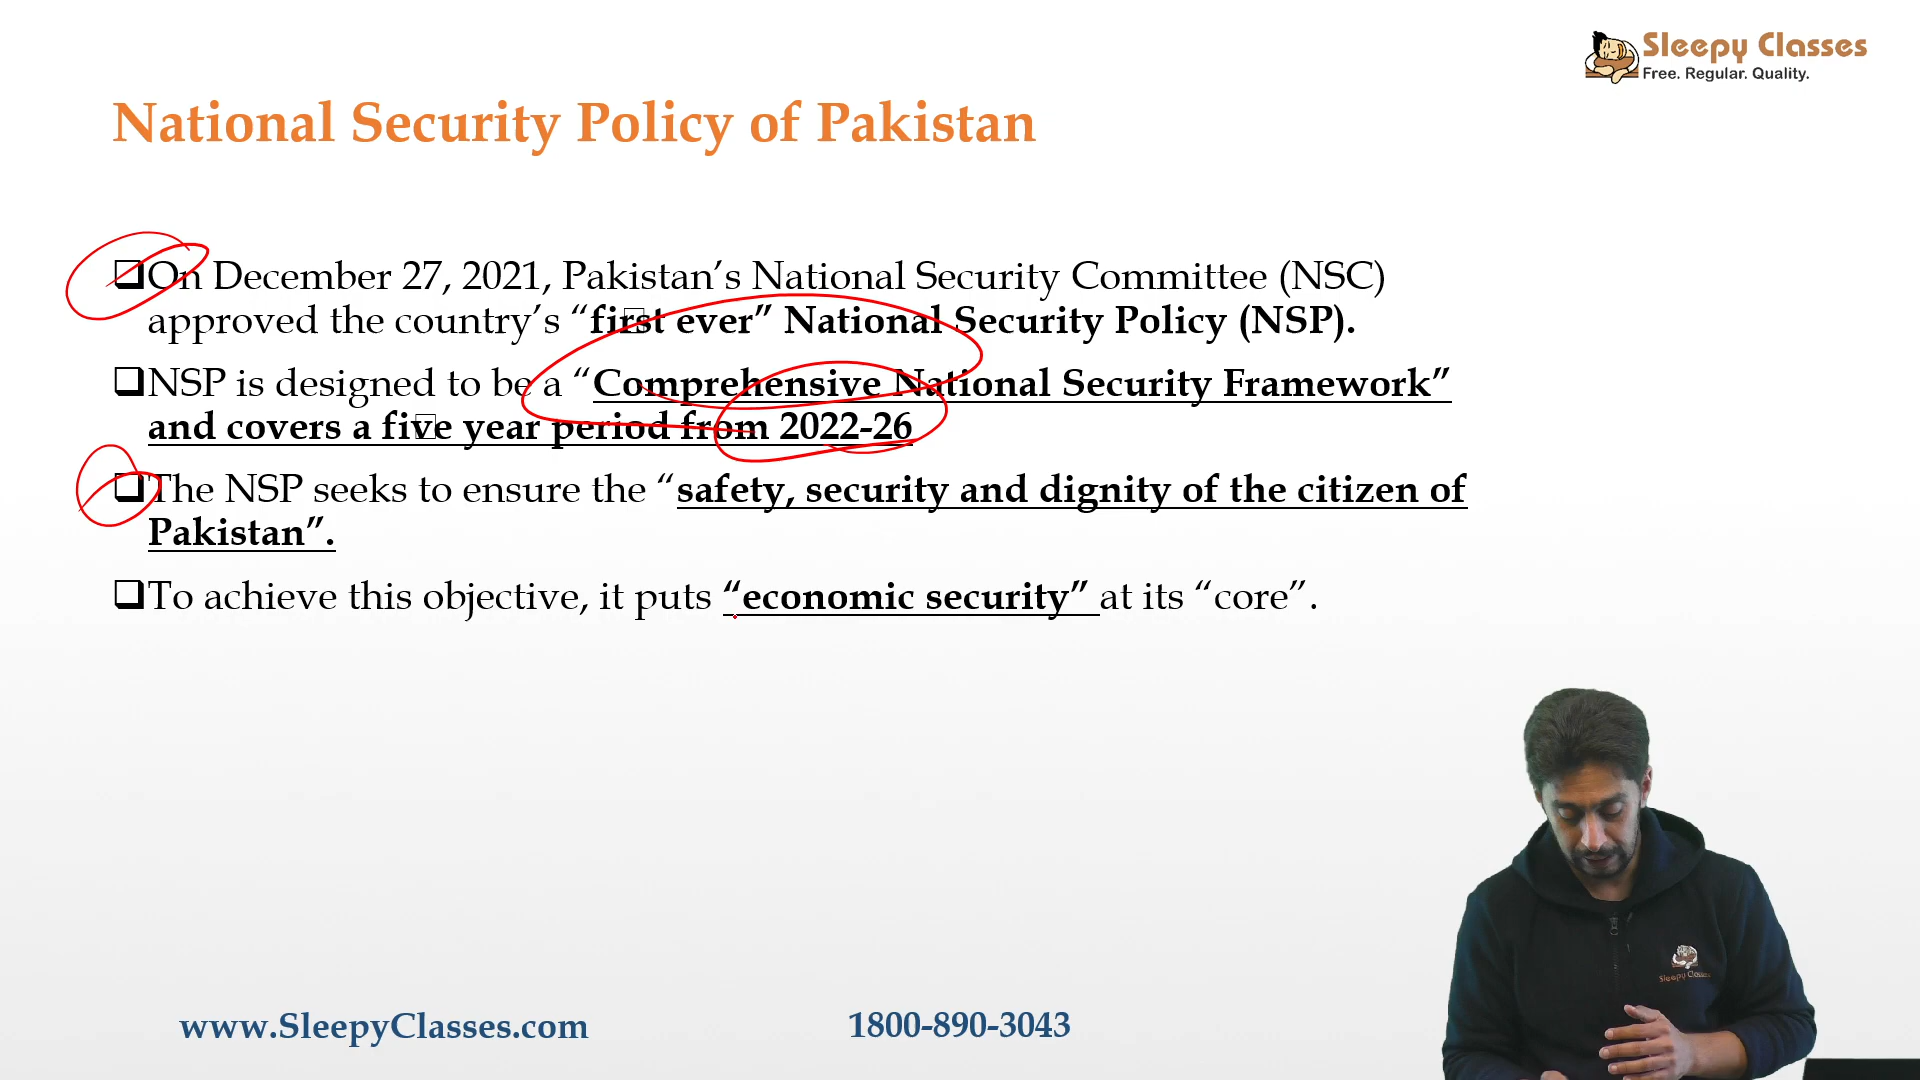 Sleepy Classes
Free. Regular. Quality.
National Security Policy of Pakistan
On December 27, 2021, Pakistan’s National Security Committee (NSC)
approved the country’s “first ever” National Security Policy (NSP).
NSP is designed to be a “Comprehensive National Security Framework”
and covers a five year period from 2022-26
The NSP seeks to ensure the “safety, security and dignity of the citizen of
Pakistan”.
To achieve this objective, it puts “economic security” at its “core”.
Sleepy Classes
www.SleepyClasses.com
1800-890-3043